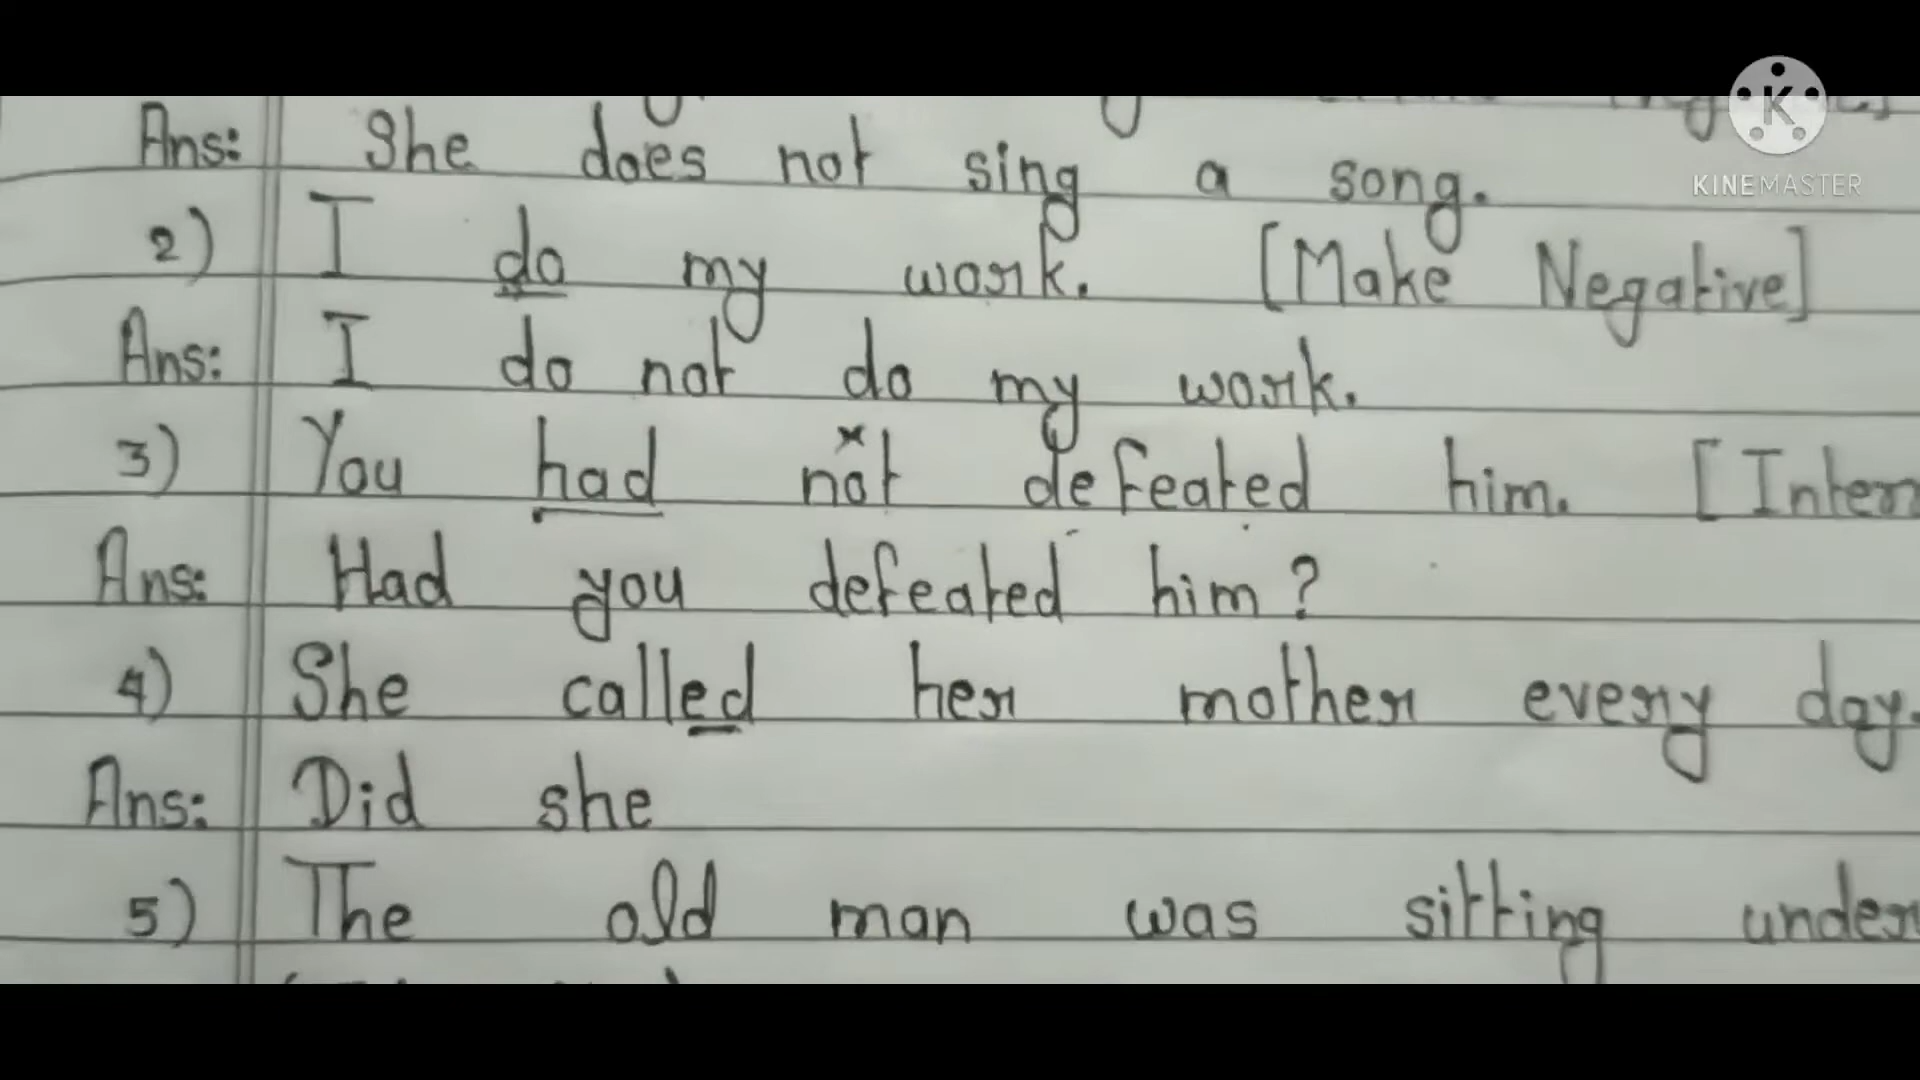 Ans: She does not sing a song.
KINEMASTER
2) I do my work. [Make Negative]
Ans: I do not do my work.
3) You had not defeated him. [Inter
Ans: Had you defeated him?
4) She called her mother every day.
Ans: Did she
5) The old man was sitting under